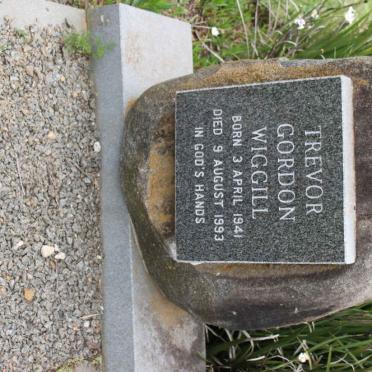 TREVOR
GORDON
WIGGILL
BORN 3 APRIL 1941
DIED 9 AUGUST 1993
IN GOD'S HANDS